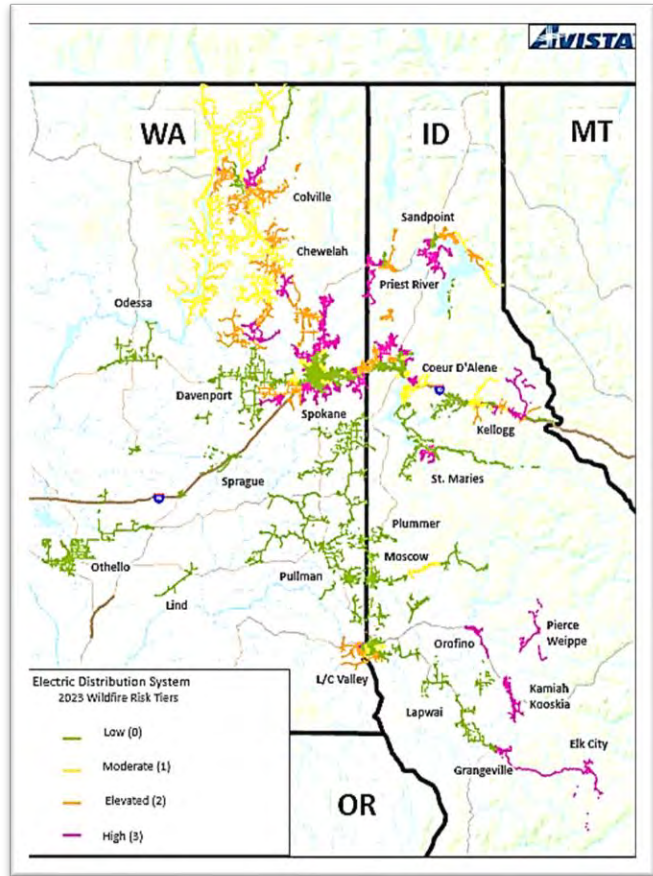 AVISTA
WA
ID
MT
Colville
Sandpoint
Chewelah
Priest River
Odessa
Coeur D'Alene
Davenport
Spokane
Kellogg
Sprague
St. Maries
Plummer
Othello
Moscow
Pullman
Lind
Pierce
Weippe
Orofino
L/C Valley
Kamiah
Kooskia
Lapwai
Elk City
Grangeville
OR
Electric Distribution System
2023 Wildfire Risk Tiers
Low (0)
Moderate (1)
Elevated (2)
High (3)